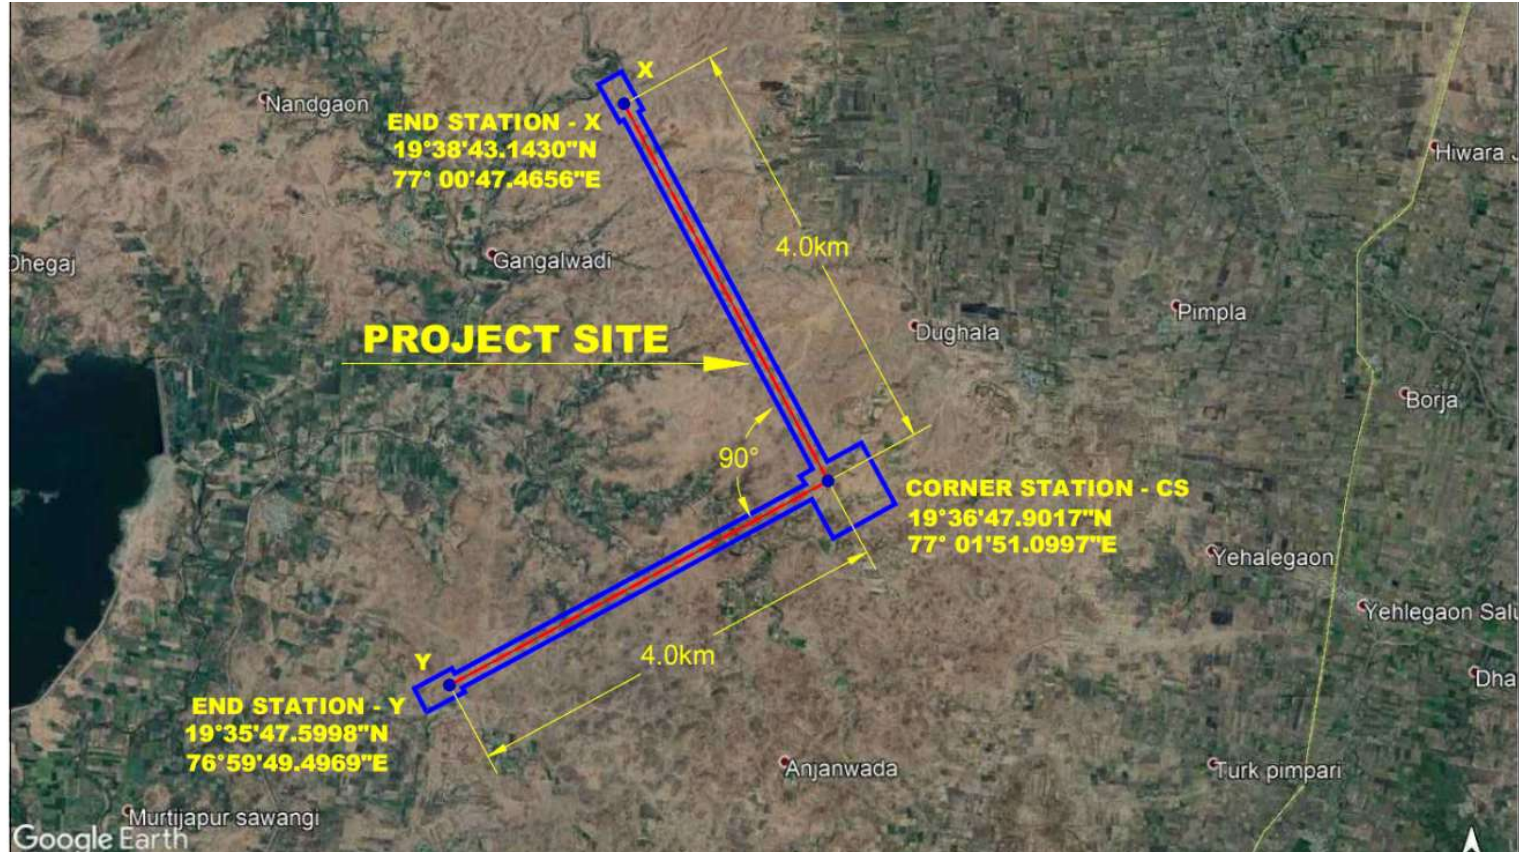 X
Nandgaon
END STATION - X
19°38'43.1430"N
77° 00'47.4656"E
Hiwara J
4.0km
Gangalwadi
Dhegaj
Pimpla
PROJECT SITE
Dughala
Borja
90°
CORNER STATION - CS
19°36'47.9017"N
77° 01'51.0997"E
Yehalegaon
Yehlegaon Salu
4.0km
Y
Dha
END STATION - Y
19°35'47.5998"N
76°59'49.4969"E
Anjanwada
Turk pimpari
Murtijapur sawangi
Google Earth